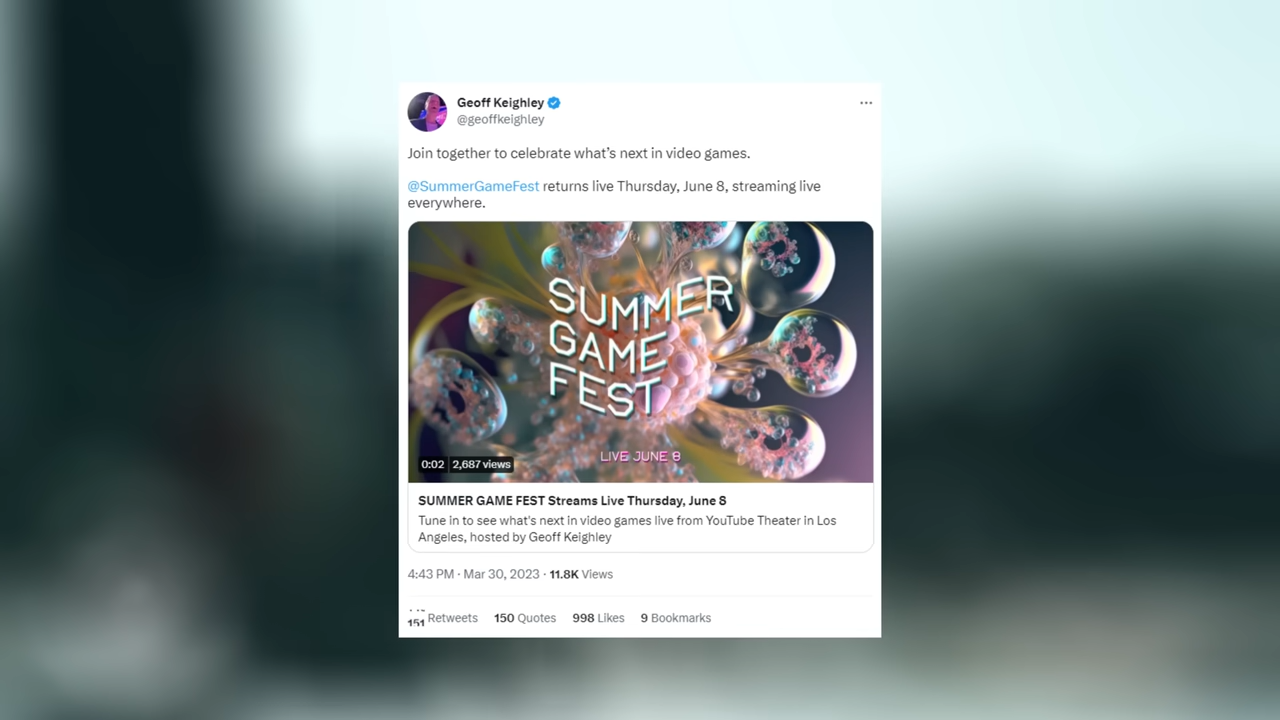 Geoff Keighley
@geoffkeighley
Join together to celebrate what’s next in video games.
@SummerGameFest returns live Thursday, June 8, streaming live
everywhere.
SUMMER
GAME
FEST
LIVE JUNE 8
0:02 2,687 views
SUMMER GAME FEST Streams Live Thursday, June 8
Tune in to see what's next in video games live from YouTube Theater in Los
Angeles, hosted by Geoff Keighley
4:43 PM · Mar 30, 2023 · 11.8K Views
151 Retweets 150 Quotes 998 Likes 9 Bookmarks